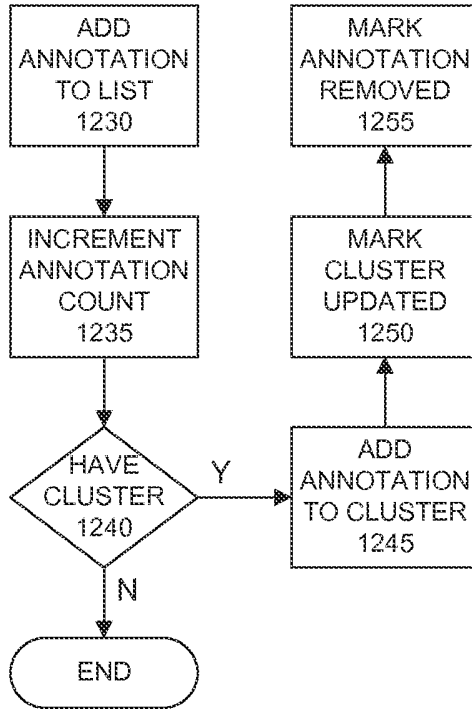 ADD
ANNOTATION
TO LIST
1230
INCREMENT
ANNOTATION
COUNT
1235
HAVE
CLUSTER
1240
Y
N
END
ADD
ANNOTATION
TO CLUSTER
1245
MARK
CLUSTER
UPDATED
1250
MARK
ANNOTATION
REMOVED
1255